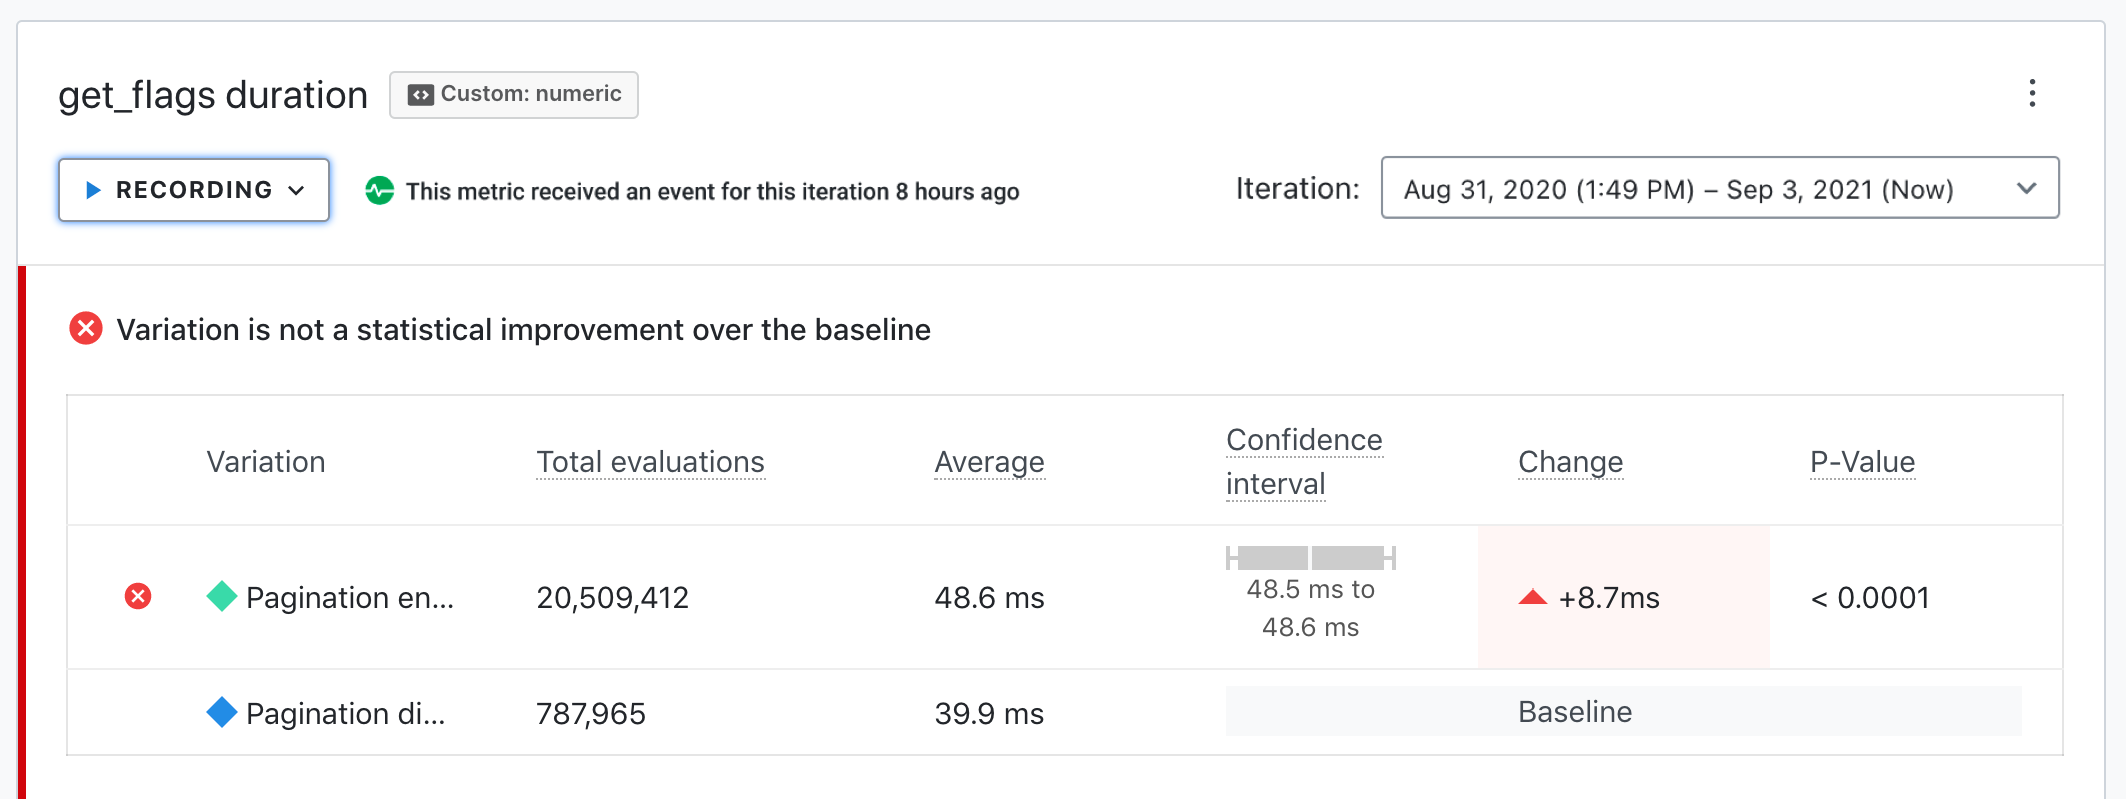 get_flags duration
Custom: numeric
RECORDING
This metric received an event for this iteration 8 hours ago
Iteration:
Aug 31, 2020 (1:49 PM) – Sep 3, 2021 (Now)
Variation is not a statistical improvement over the baseline
Variation
Total evaluations
Average
Confidence
interval
Change
P-Value
Pagination en...
20,509,412
48.6 ms
48.5 ms to
48.6 ms
+8.7ms
< 0.0001
Pagination di...
787,965
39.9 ms
Baseline